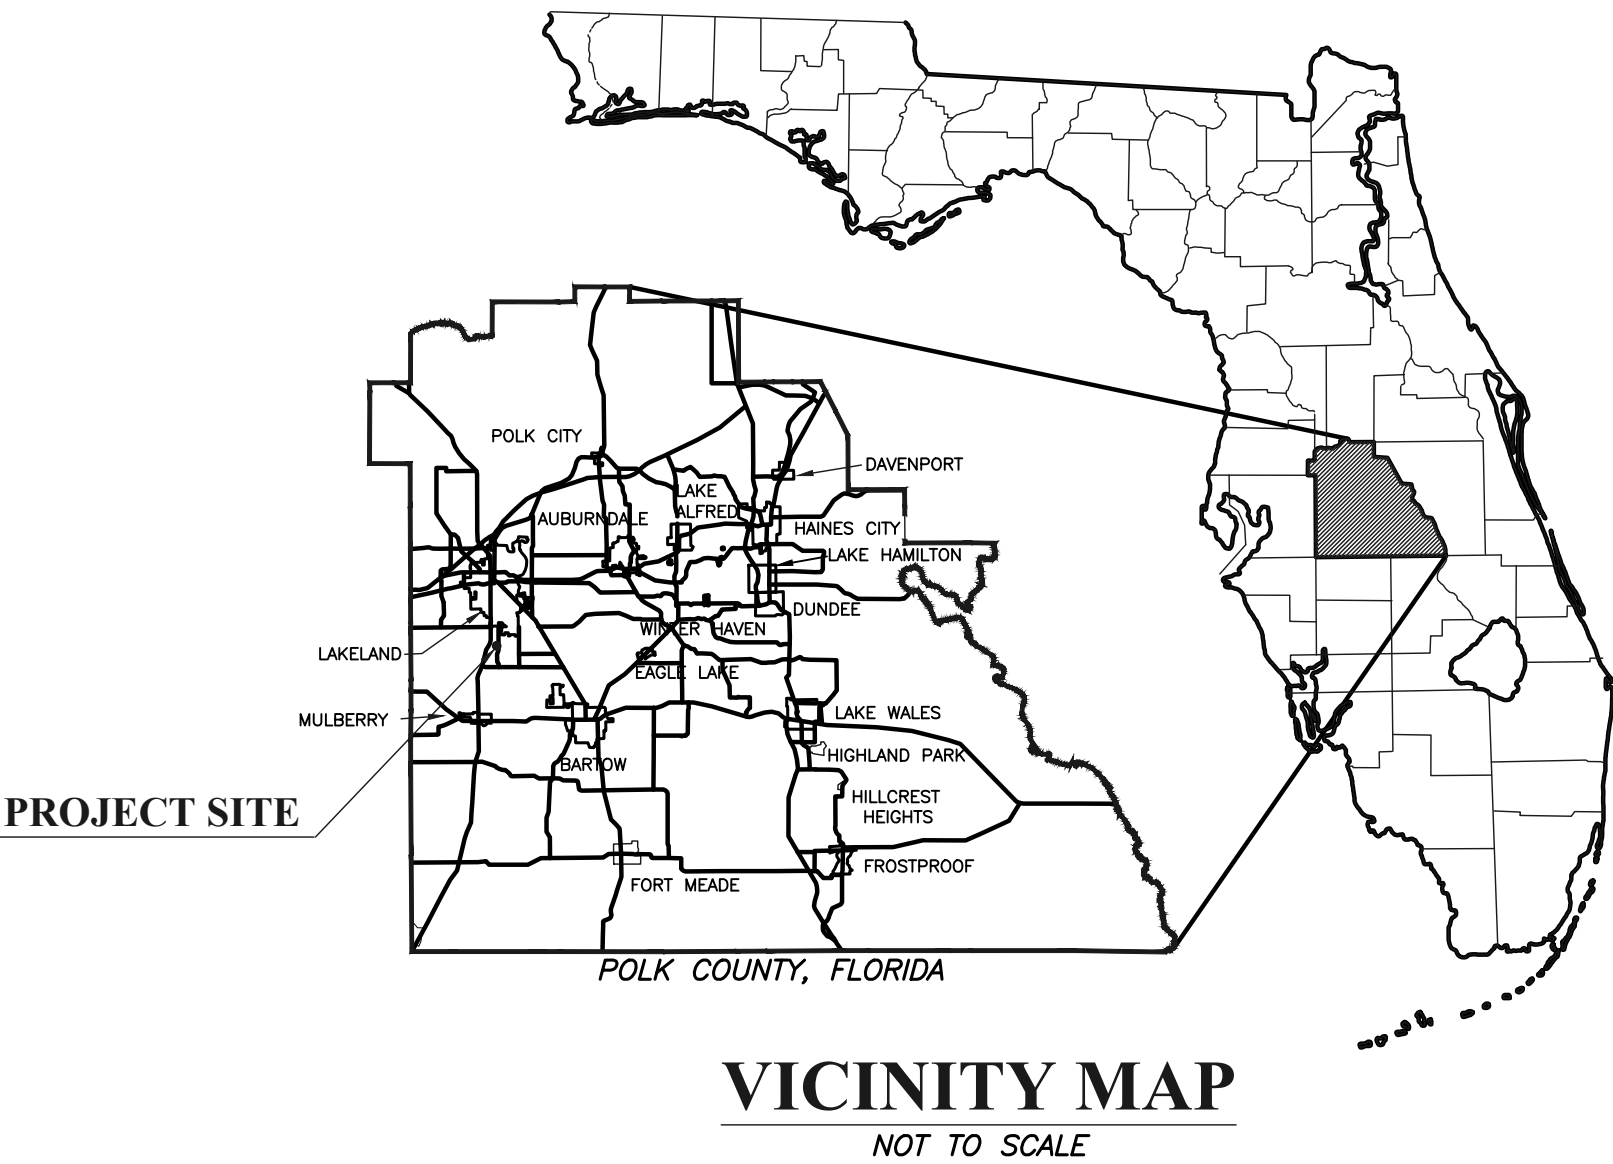 POLK CITY
DAVENPORT
LAKE
ALFRED
AUBURNDALE
HAINES CITY
LAKE HAMILTON
DUNDEE
WINTER HAVEN
LAKELAND
EAGLE LAKE
MULBERRY
LAKE WALES
HIGHLAND PARK
BARTOW
HILLCREST
HEIGHTS
PROJECT SITE
FROSTPROOF
FORT MEADE
POLK COUNTY, FLORIDA
VICINITY MAP
NOT TO SCALE